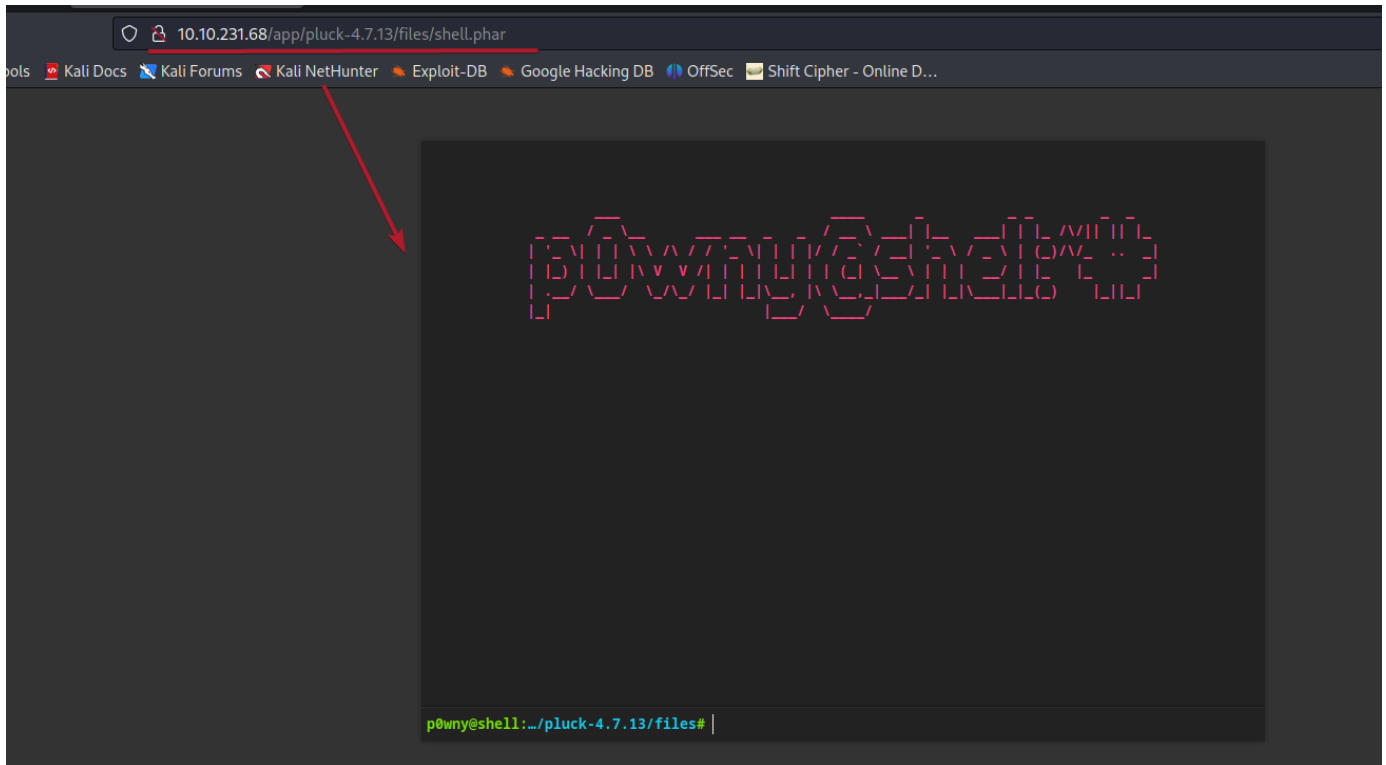 10.10.231.68/app/pluck-4.7.13/files/shell.phar
ools Kali Docs Kali Forums Kali NetHunter Exploit-DB Google Hacking DB OffSec Shift Cipher - Online D…
p0wny@shell:~#
p0wny@shell:…/pluck-4.7.13/files#